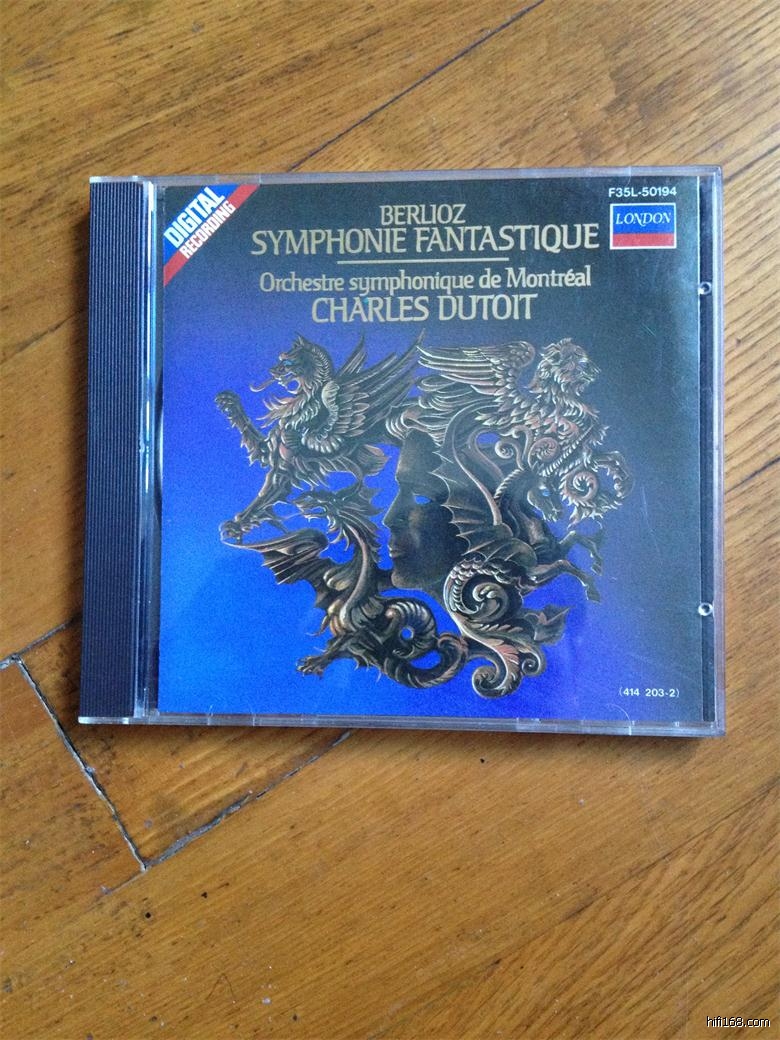 DIGITAL
RECORDING
F35L-50194
LONDON
BERLIOZ
SYMPHONIE FANTASTIQUE
Orchestre symphonique de Montréal
CHARLES DUTOIT
(414 203-2)
hifi168.com